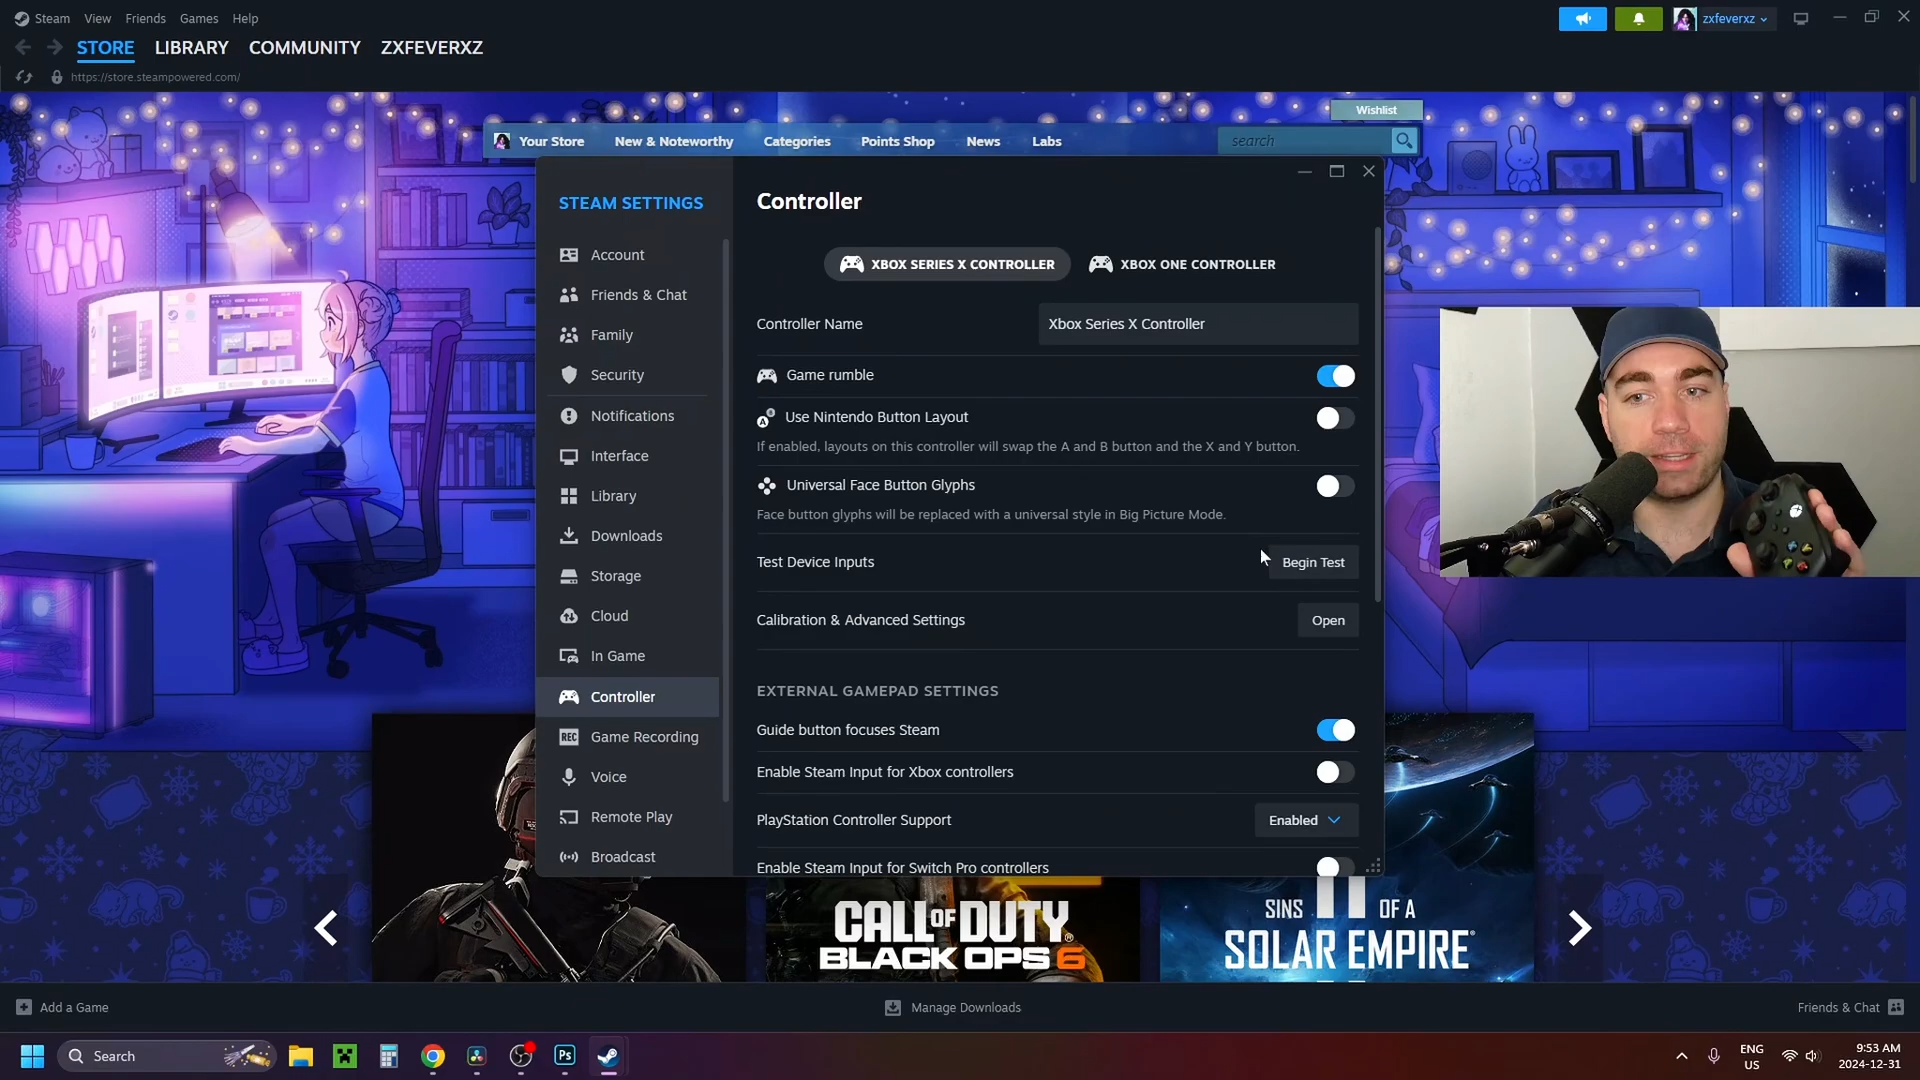 Steam View Friends Games Help
zxfeverxz
STORE LIBRARY COMMUNITY ZXFEVERXZ
https://store.steampowered.com/
Wishlist
Your Store New & Noteworthy Categories Points Shop News Labs
search
STEAM SETTINGS
Account
Friends & Chat
Family
Security
Notifications
Interface
Library
Downloads
Storage
Cloud
In Game
Controller
REC Game Recording
Voice
Remote Play
Broadcast
Controller
XBOX SERIES X CONTROLLER XBOX ONE CONTROLLER
Controller Name Xbox Series X Controller
Game rumble
Use Nintendo Button Layout
If enabled, layouts on this controller will swap the A and B button and the X and Y button.
Universal Face Button Glyphs
Face button glyphs will be replaced with a universal style in Big Picture Mode.
Test Device Inputs Begin Test
Calibration & Advanced Settings Open
EXTERNAL GAMEPAD SETTINGS
Guide button focuses Steam
Enable Steam Input for Xbox controllers
PlayStation Controller Support Enabled
Enable Steam Input for Switch Pro controllers
CALL OF DUTY
BLACK OPS 6
SINS II OF A
SOLAR EMPIRE
Add a Game Manage Downloads Friends & Chat
Search
Ps
ENG
US
9:53 AM
2024-12-31